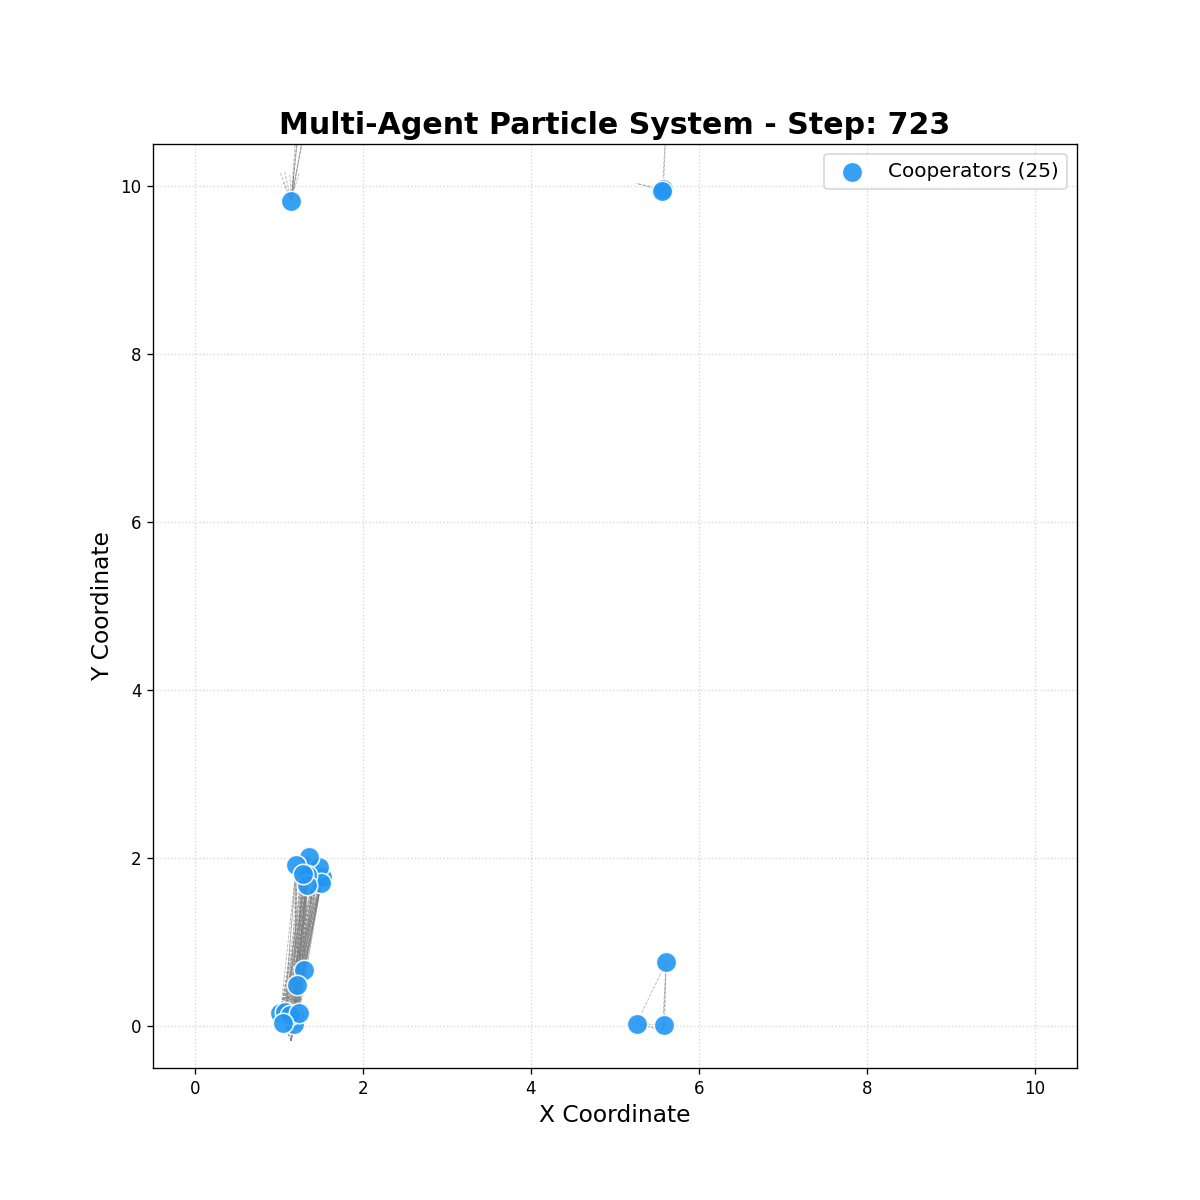 Multi-Agent Particle System - Step: 723
Cooperators (25)
10
8
6
4
2
0
Y Coordinate
0 2 4 6 8 10
X Coordinate